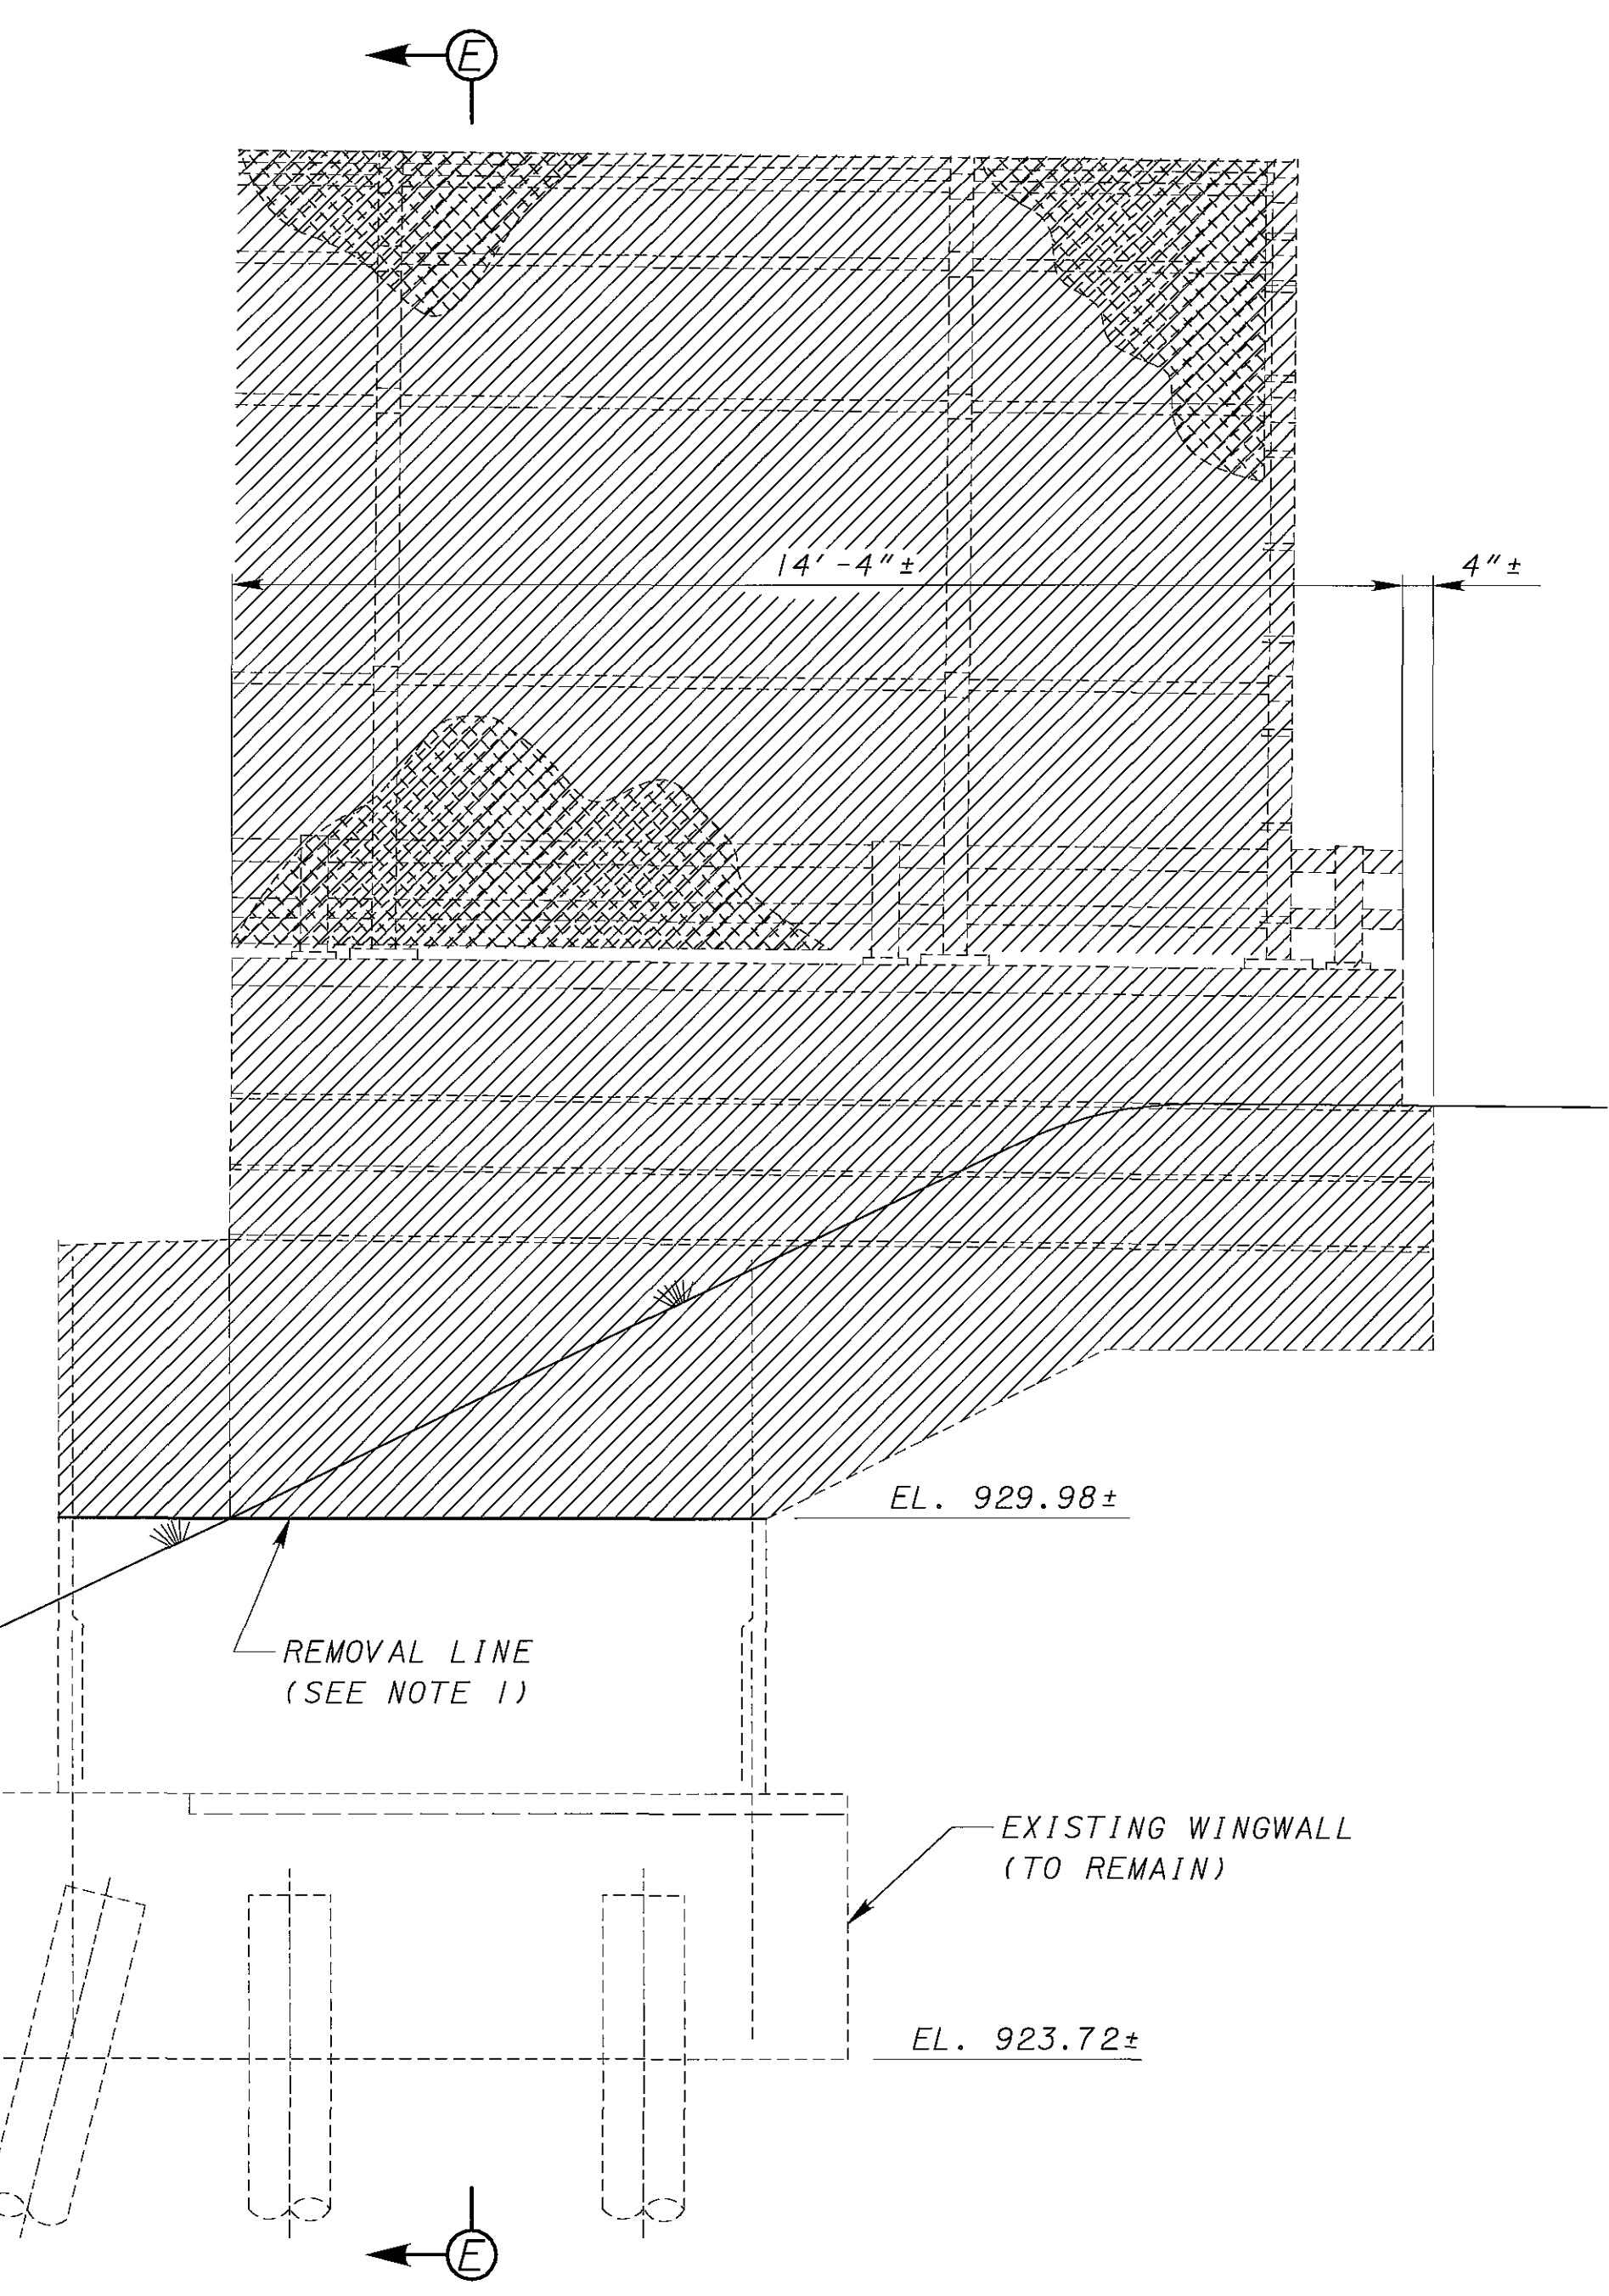 E
14'-4"±
4"±
EL. 929.98±
REMOVAL LINE
(SEE NOTE 1)
EXISTING WINGWALL
(TO REMAIN)
EL. 923.72±
E